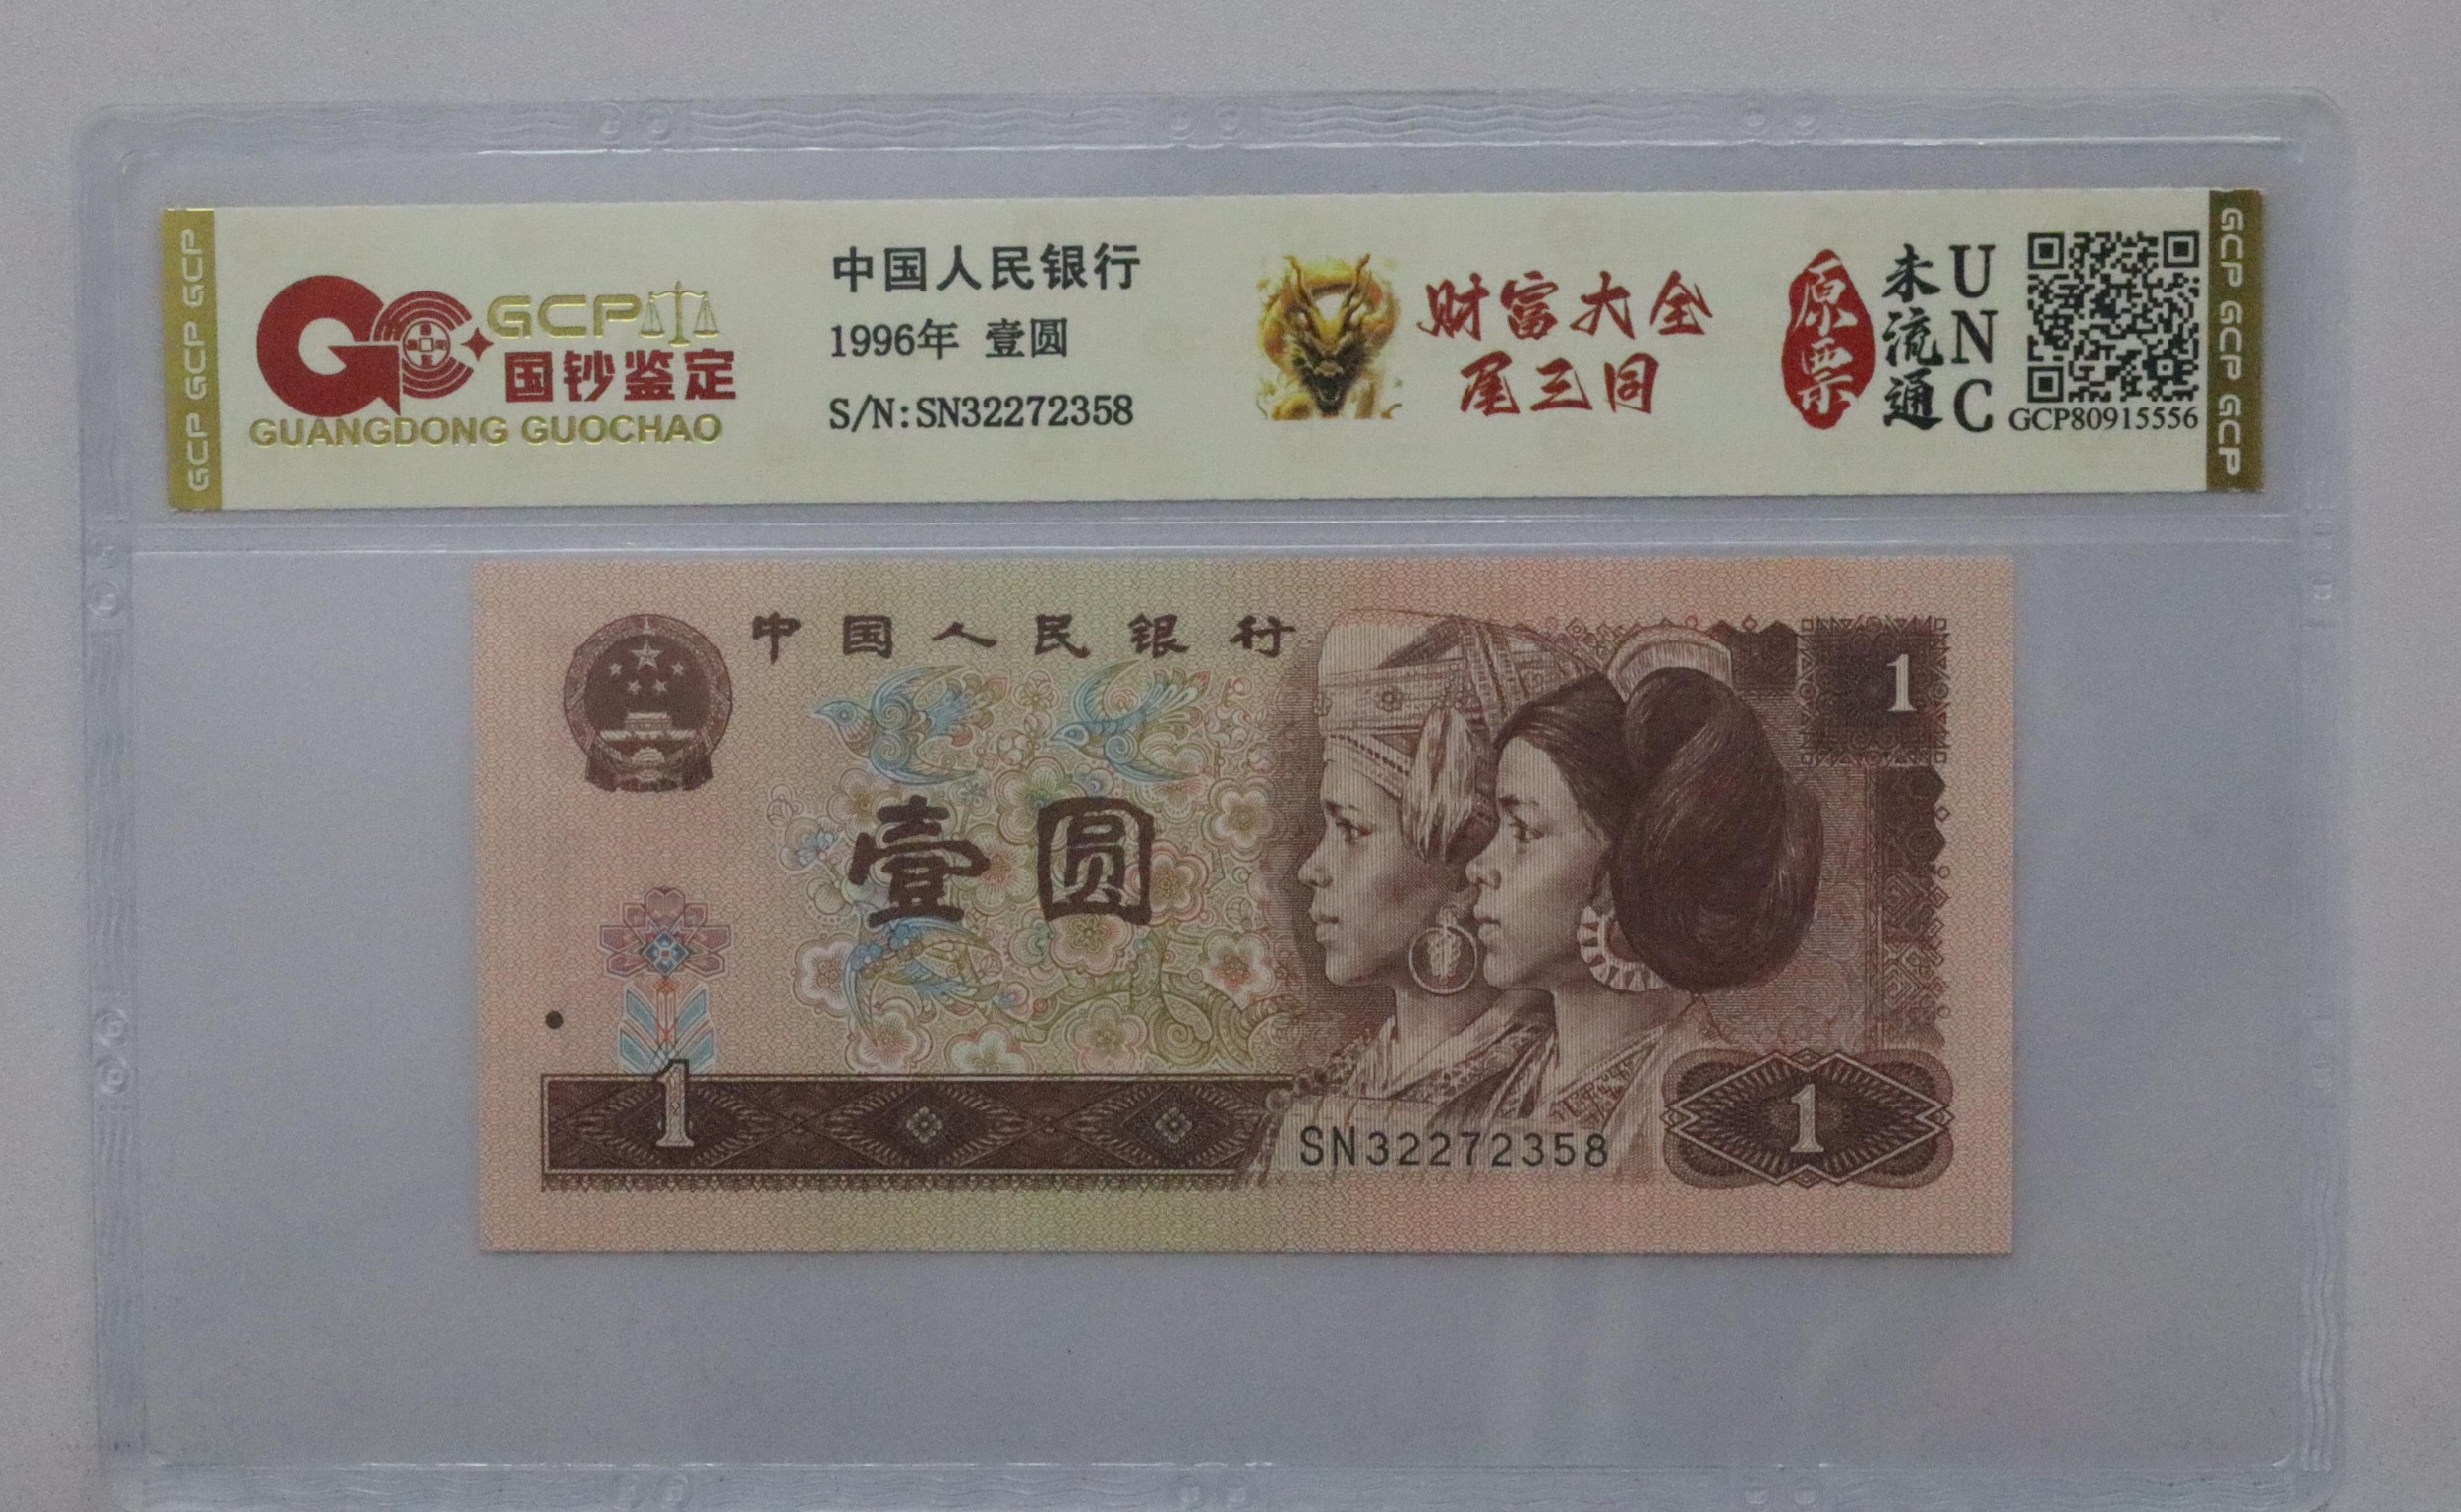 GCP GCP GCP
GCP
国钞鉴定
GUANGDONG GUOCHAO
中国人民银行
1996年 壹圆
S/N:SN32272358
财富大全
尾三同
原票
未流通
UNC
GCP80915556
GCP GCP GCP
中国人民银行
1
壹圆
1
SN32272358
1